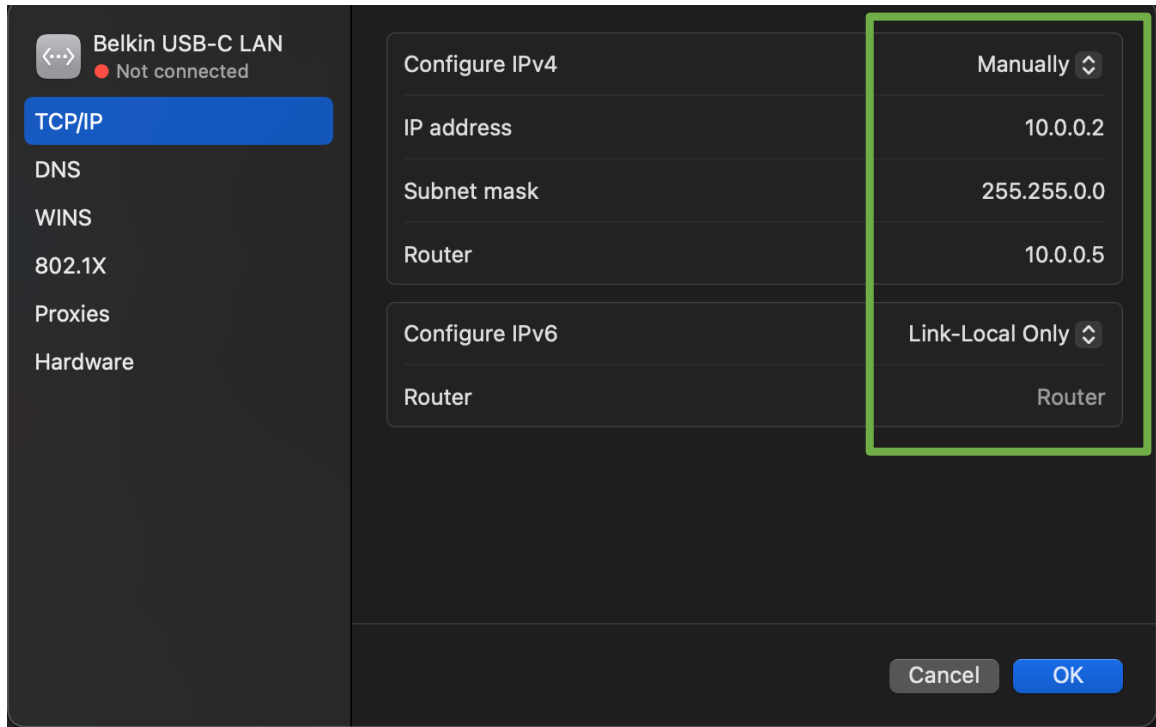 Belkin USB-C LAN
Not connected
TCP/IP
DNS
WINS
802.1X
Proxies
Hardware
Configure IPv4 Manually
IP address 10.0.0.2
Subnet mask 255.255.0.0
Router 10.0.0.5
Configure IPv6 Link-Local Only
Router Router
Cancel OK